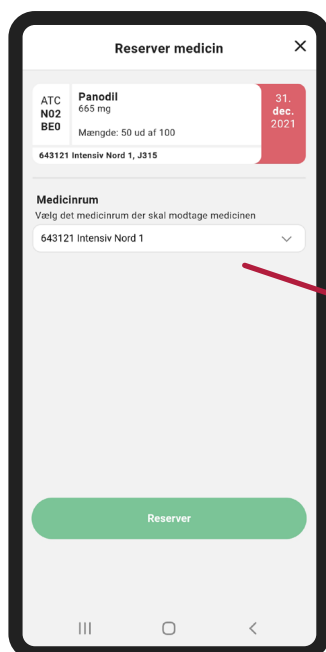 Reserver medicin
ATC
N02
BE0
Panodil
665 mg
Mængde: 50 ud af 100
31.
dec.
2021
643121 Intensiv Nord 1, J315
Medicinrum
Vælg det medicinrum der skal modtage medicinen
643121 Intensiv Nord 1
Reserver